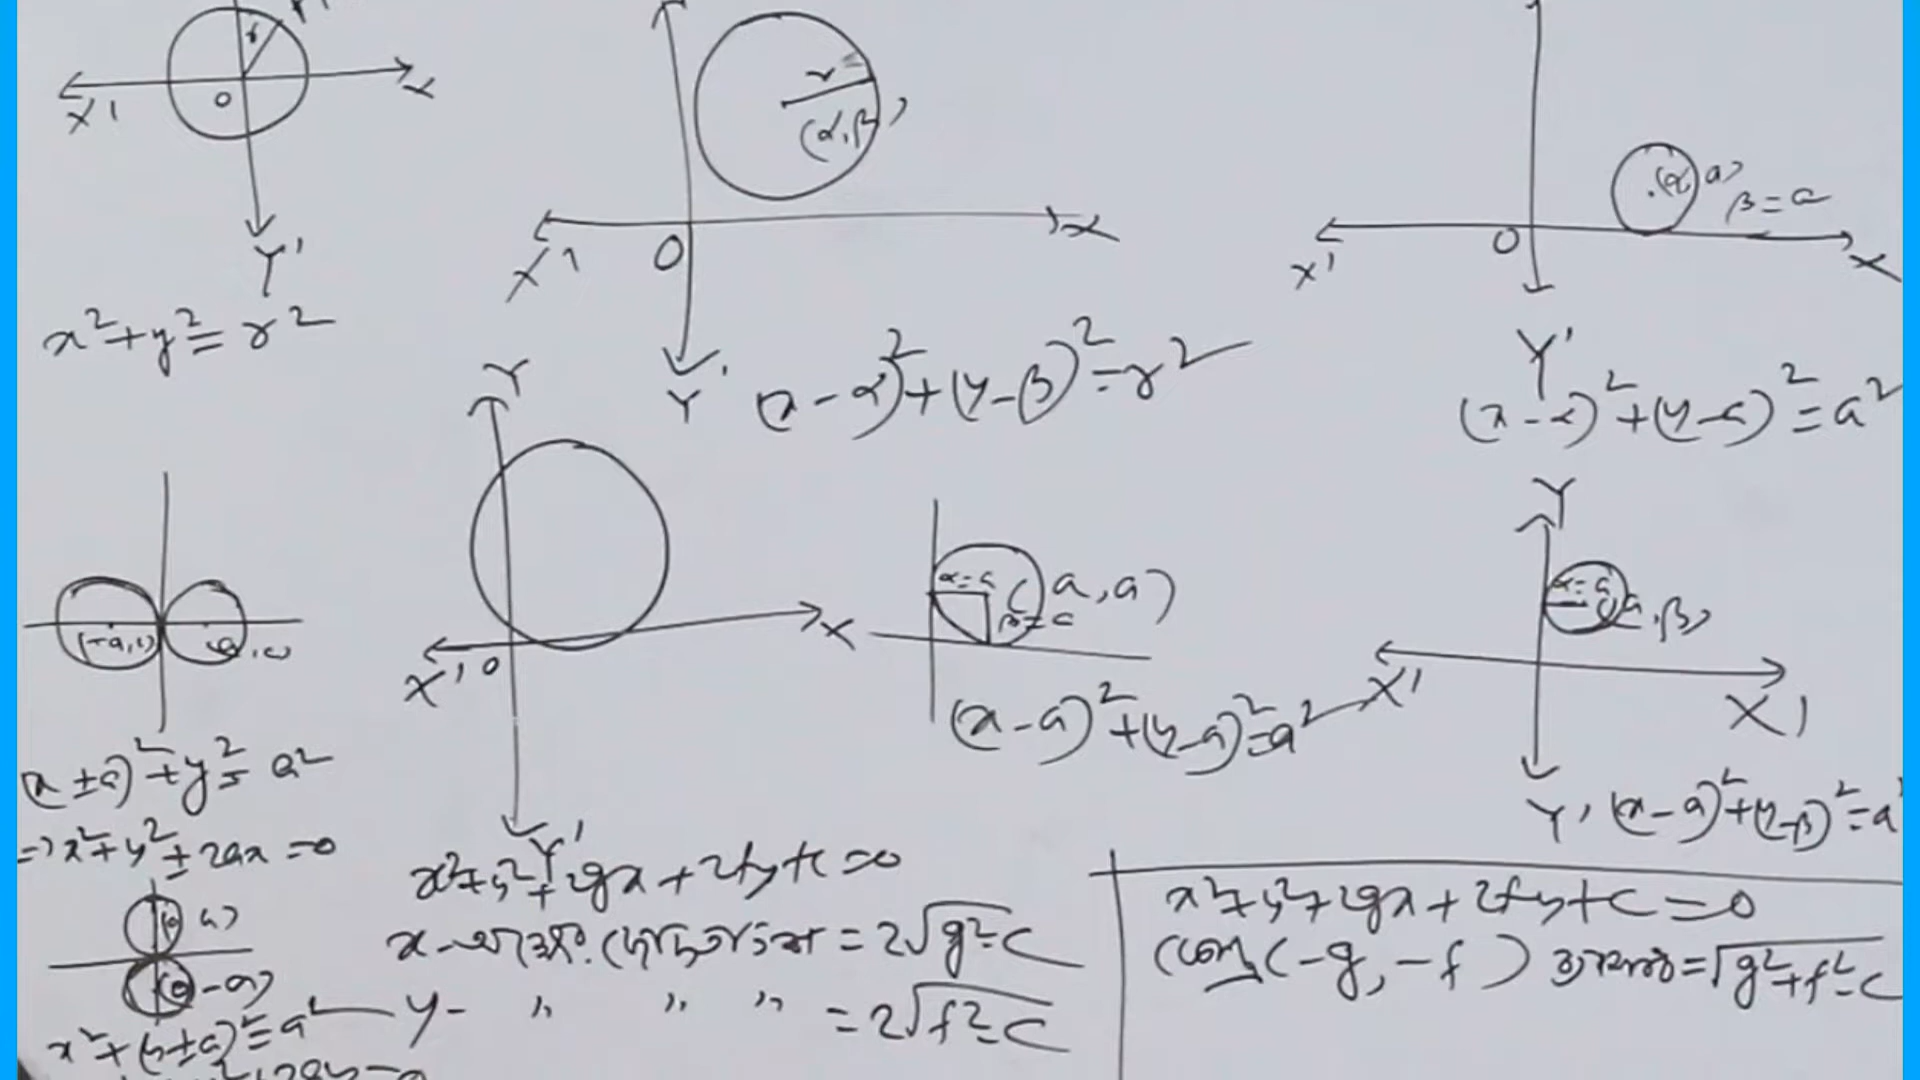 r
X'
O
X
Y'
x²+y²=r²
r
(α,β)
X'
O
X
Y'
(x-α)²+(y-β)²=r²
(α, a)
β=a
X'
O
X
Y'
(x-α)²+(y-a)²=a²
(-a,0)
(a,0)
(x±a)²+y²=a²
=>x²+y²±2ax=0
Y
X'
O
X
Y'
x²+y²+2gx+2fy+c=0
x- = 2√g²-c
y- " " " = 2√f²-c
α=a
(a,a)
β=a
(x-a)²+(y-a)²=a²
Y
α=a
(a,β)
X'
X
Y'
(x-a)²+(y-β)²=a
(0, a)
(0,-a)
x²+(y±a)²=a²
x²+y²+2gx+2fy+c=0
(-g, -f) =√g²+f²-c